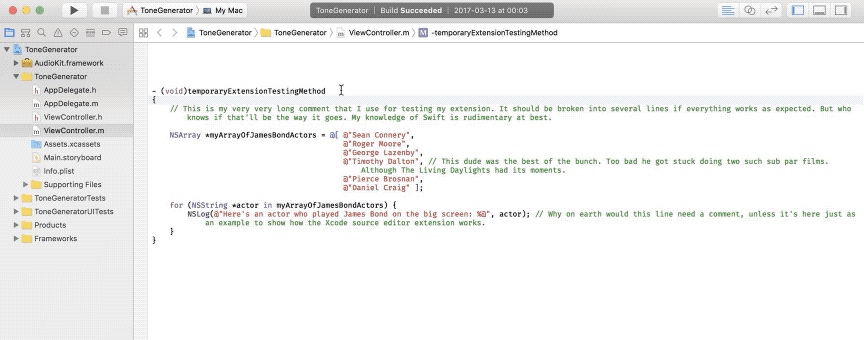 ToneGenerator My Mac
ToneGenerator | Build Succeeded | 2017-03-13 at 00:03
ToneGenerator ToneGenerator ViewController.m -temporaryExtensionTestingMethod
ToneGenerator
AudioKit.framework
ToneGenerator
AppDelegate.h
AppDelegate.m
ViewController.h
ViewController.m
Assets.xcassets
Main.storyboard
Info.plist
Supporting Files
ToneGeneratorTests
ToneGeneratorUITests
Products
Frameworks
- (void)temporaryExtensionTestingMethod
{
// This is my very very long comment that I use for testing my extension. It should be broken into several lines if everything works as expected. But who
knows if that'll be the way it goes. My knowledge of Swift is rudimentary at best.
NSArray *myArrayOfJamesBondActors = @[ @"Sean Connery",
@"Roger Moore",
@"George Lazenby",
@"Timothy Dalton", // This dude was the best of the bunch. Too bad he got stuck doing two such sub par films.
Although The Living Daylights had its moments.
@"Pierce Brosnan",
@"Daniel Craig" ];
for (NSString *actor in myArrayOfJamesBondActors) {
NSLog(@"Here's an actor who played James Bond on the big screen: %@", actor); // Why on earth would this line need a comment, unless it's here just as
an example to show how the Xcode source editor extension works.
}
}